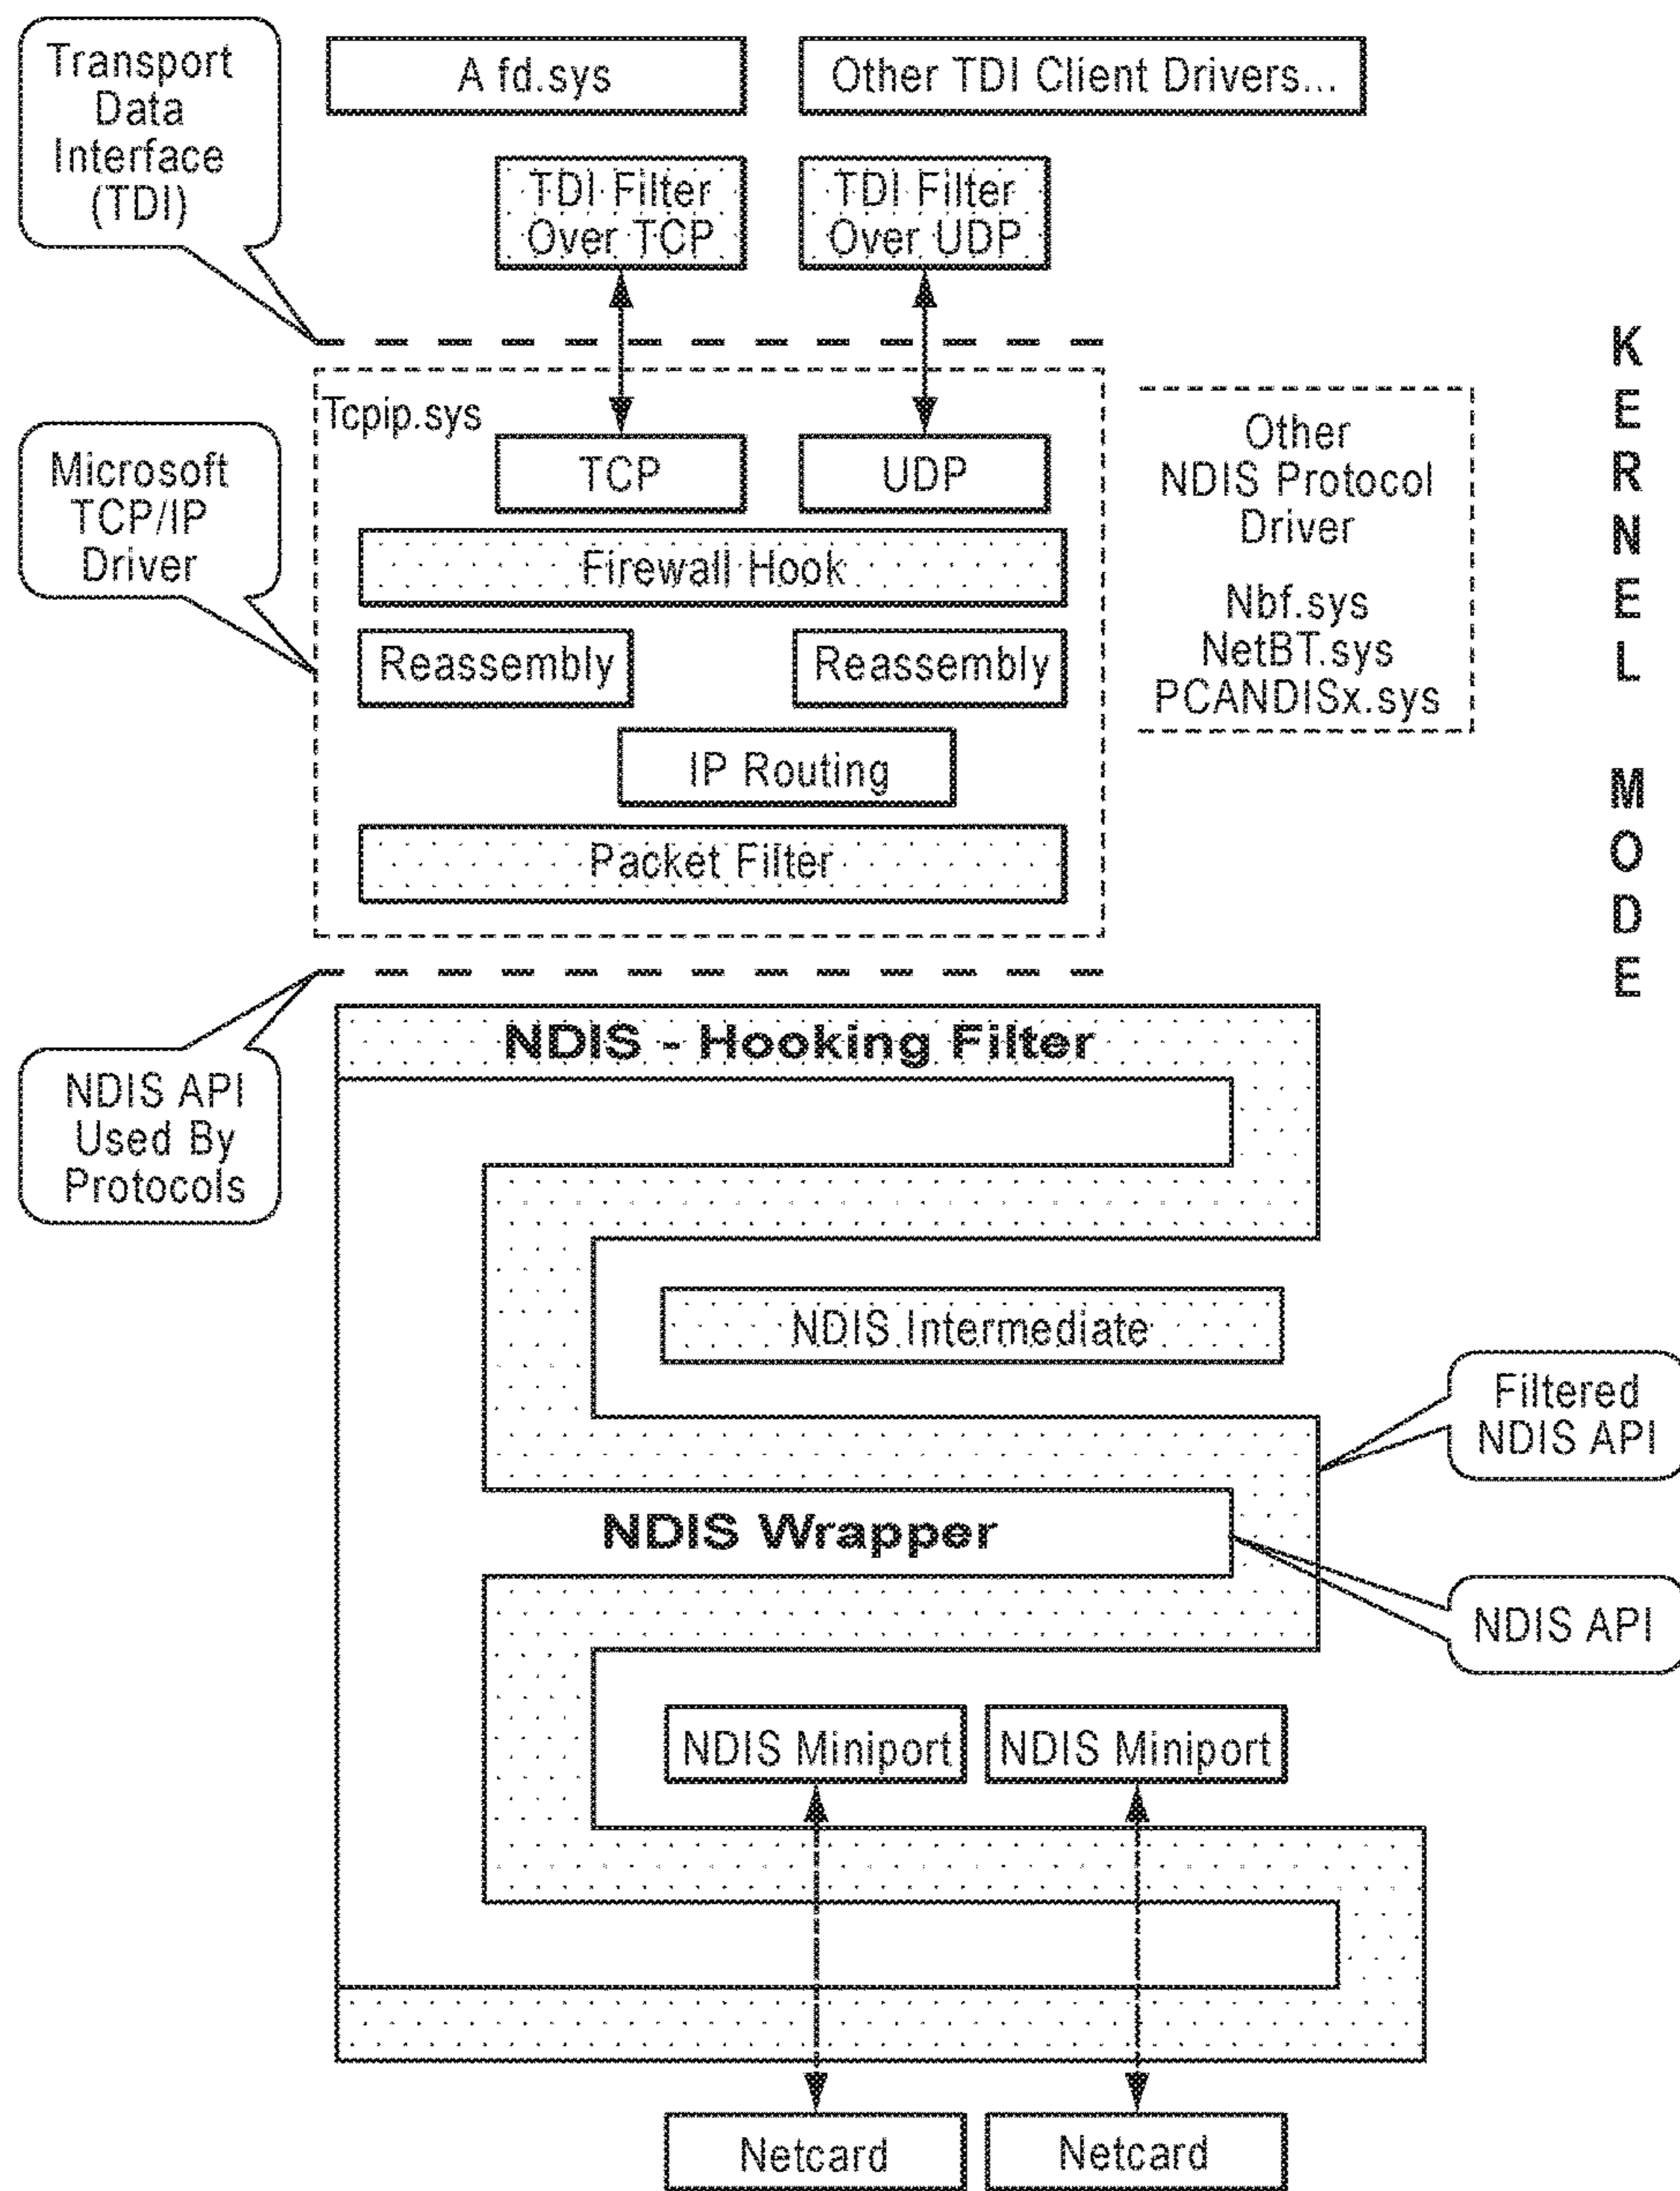 Transport
Data
Interface
(TDI)
A fd.sys
Other TDI Client Drivers...
TDI Filter
Over TCP
TDI Filter
Over UDP
Tcpip.sys
Microsoft
TCP/IP
Driver
TCP
UDP
Firewall Hook
Reassembly
Reassembly
IP Routing
Packet Filter
Other
NDIS Protocol
Driver
Nbf.sys
NetBT.sys
PCANDISx.sys
KERNEL MODE
NDIS API
Used By
Protocols
NDIS - Hooking Filter
NDIS Intermediate
Filtered
NDIS API
NDIS Wrapper
NDIS API
NDIS Miniport
NDIS Miniport
Netcard
Netcard